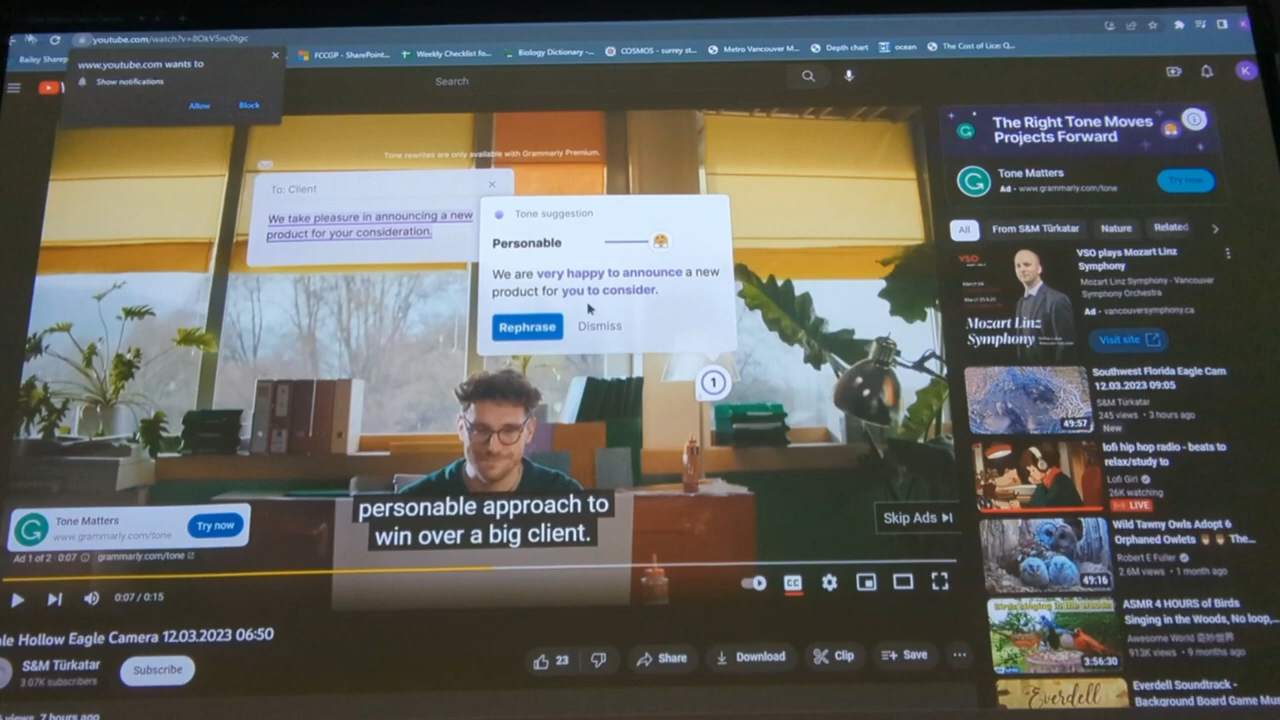 youtube.com/watch?v=8OkV5nc0tgc
FCCGP - SharePoint...
Weekly Checklist fo...
Biology Dictionary -...
COSMOS - surrey st...
Metro Vancouver M...
Depth chart
ocean
The Cost of Lice: Q...
www.youtube.com wants to
Show notifications
Allow
Block
Search
K
Tone rewrites are only available with Grammarly Premium.
To: Client
We take pleasure in announcing a new
product for your consideration.
Tone suggestion
Personable
We are very happy to announce a new
product for you to consider.
Rephrase
Dismiss
1
personable approach to
win over a big client.
Skip Ads
Tone Matters
www.grammarly.com/tone
Try now
Ad 1 of 2 · 0:07
grammarly.com/tone
0:07 / 0:15
CC
le Hollow Eagle Camera 12.03.2023 06:50
S&M Türkatar
3.07K subscribers
Subscribe
23
Share
Download
Clip
Save
views 7 hours ago
The Right Tone Moves
Projects Forward
Tone Matters
Ad · www.grammarly.com/tone
Try now
All
From S&M Türkatar
Nature
Related
VSO
Mozart Linz
Symphony
VSO plays Mozart Linz
Symphony
Mozart Linz Symphony - Vancouver
Symphony Orchestra
Ad · vancouversymphony.ca
Visit site
Southwest Florida Eagle Cam
12.03.2023 09:05
S&M Türkatar
245 views · 3 hours ago
New
49:57
lofi hip hop radio - beats to
relax/study to
Lofi Girl
26K watching
LIVE
Wild Tawny Owls Adopt 6
Orphaned Owlets The...
Robert E Fuller
2.6M views · 1 month ago
49:16
Birds singing in the Woods
ASMR 4 HOURS of Birds
Singing in the Woods, No loop,...
Awesome World
913K views · 9 months ago
3:56:30
Everdell
Everdell Soundtrack -
Background Board Game Mus